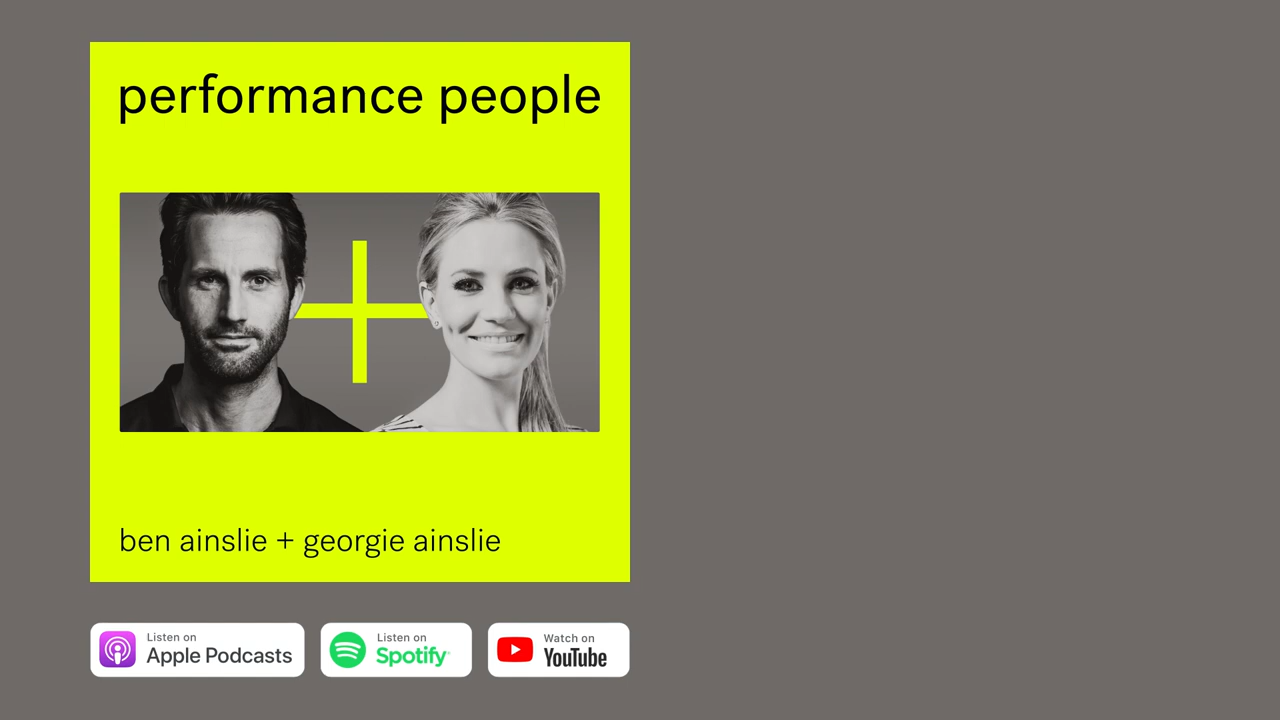 performance people
ben ainslie + georgie ainslie
Listen on
Apple Podcasts
Listen on
Spotify
Watch on
YouTube